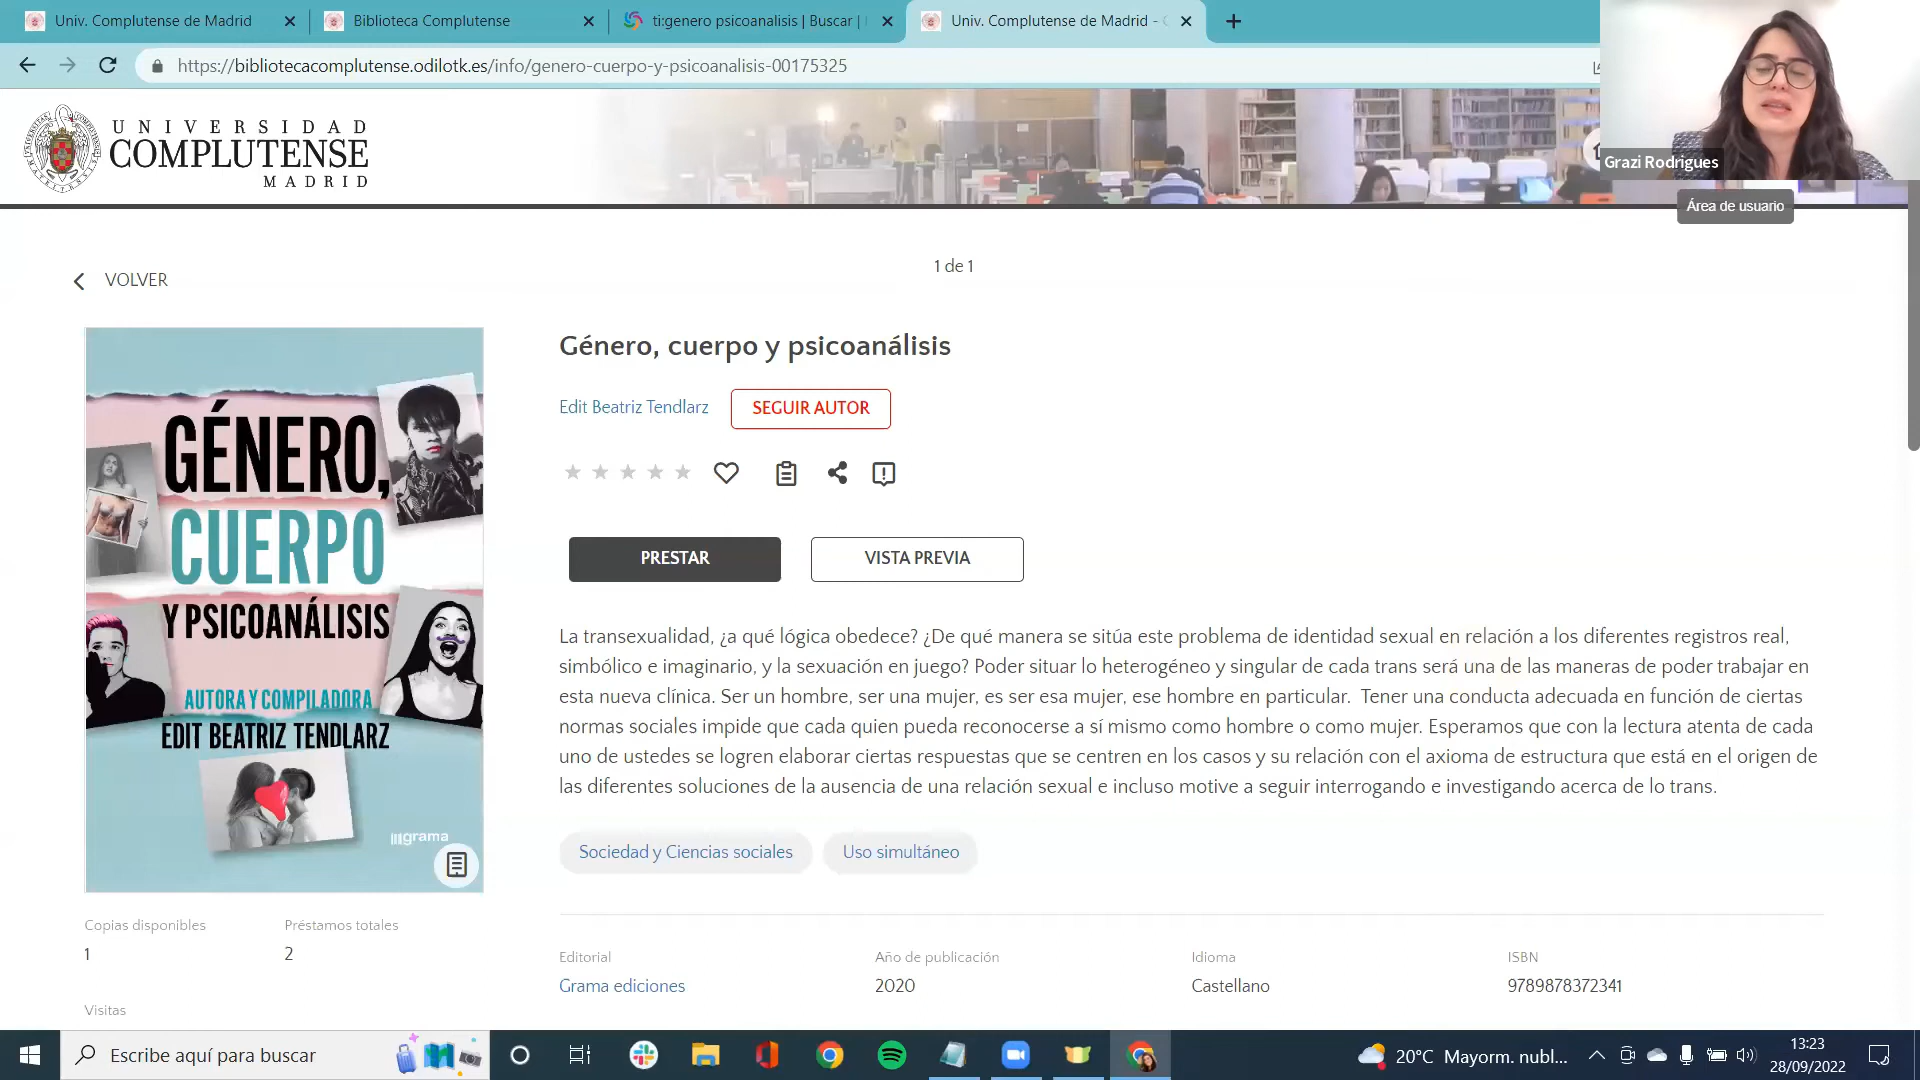 Univ. Complutense de Madrid
Biblioteca Complutense
ti:genero psicoanalisis | Buscar |
Univ. Complutense de Madrid -
https://bibliotecacomplutense.odilotk.es/info/genero-cuerpo-y-psicoanalisis-00175325
UNIVERSIDAD
COMPLUTENSE
MADRID
Grazi Rodrigues
Área de usuario
VOLVER
1 de 1
GÉNERO,
CUERPO
Y PSICOANÁLISIS
AUTORA Y COMPILADORA
EDIT BEATRIZ TENDLARZ
grama
Género, cuerpo y psicoanálisis
Edit Beatriz Tendlarz
SEGUIR AUTOR
PRESTAR
VISTA PREVIA
La transexualidad, ¿a qué lógica obedece? ¿De qué manera se sitúa este problema de identidad sexual en relación a los diferentes registros real,
simbólico e imaginario, y la sexuación en juego? Poder situar lo heterogéneo y singular de cada trans será una de las maneras de poder trabajar en
esta nueva clínica. Ser un hombre, ser una mujer, es ser esa mujer, ese hombre en particular. Tener una conducta adecuada en función de ciertas
normas sociales impide que cada quien pueda reconocerse a sí mismo como hombre o como mujer. Esperamos que con la lectura atenta de cada
uno de ustedes se logren elaborar ciertas respuestas que se centren en los casos y su relación con el axioma de estructura que está en el origen de
las diferentes soluciones de la ausencia de una relación sexual e incluso motive a seguir interrogando e investigando acerca de lo trans.
Sociedad y Ciencias sociales
Uso simultáneo
Copias disponibles
1
Préstamos totales
2
Visitas
Editorial
Grama ediciones
Año de publicación
2020
Idioma
Castellano
ISBN
9789878372341
Escribe aquí para buscar
20°C Mayorm. nubl...
13:23
28/09/2022